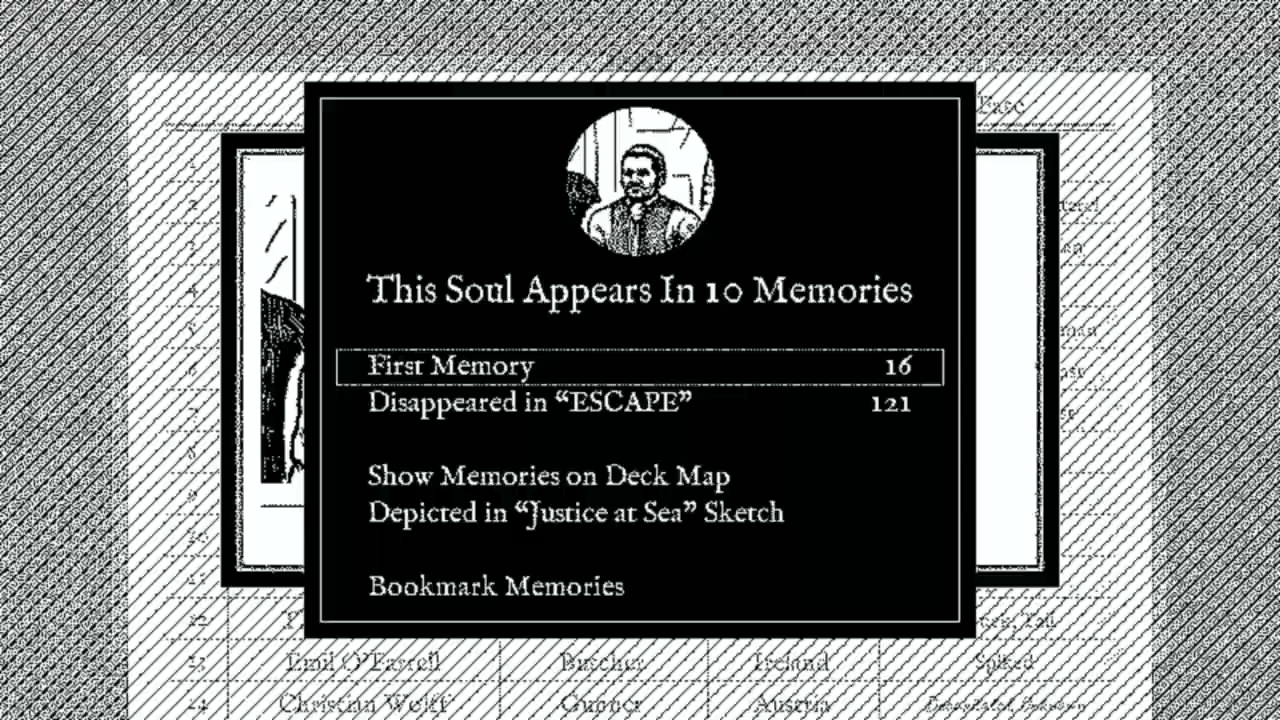 This Soul Appears In 10 Memories
First Memory 16
Disappeared in “ESCAPE” 121
Show Memories on Deck Map
Depicted in “Justice at Sea” Sketch
Bookmark Memories
Emil O'Farrell Butcher Ireland Spiked
Christian Wolff Gunner Austria